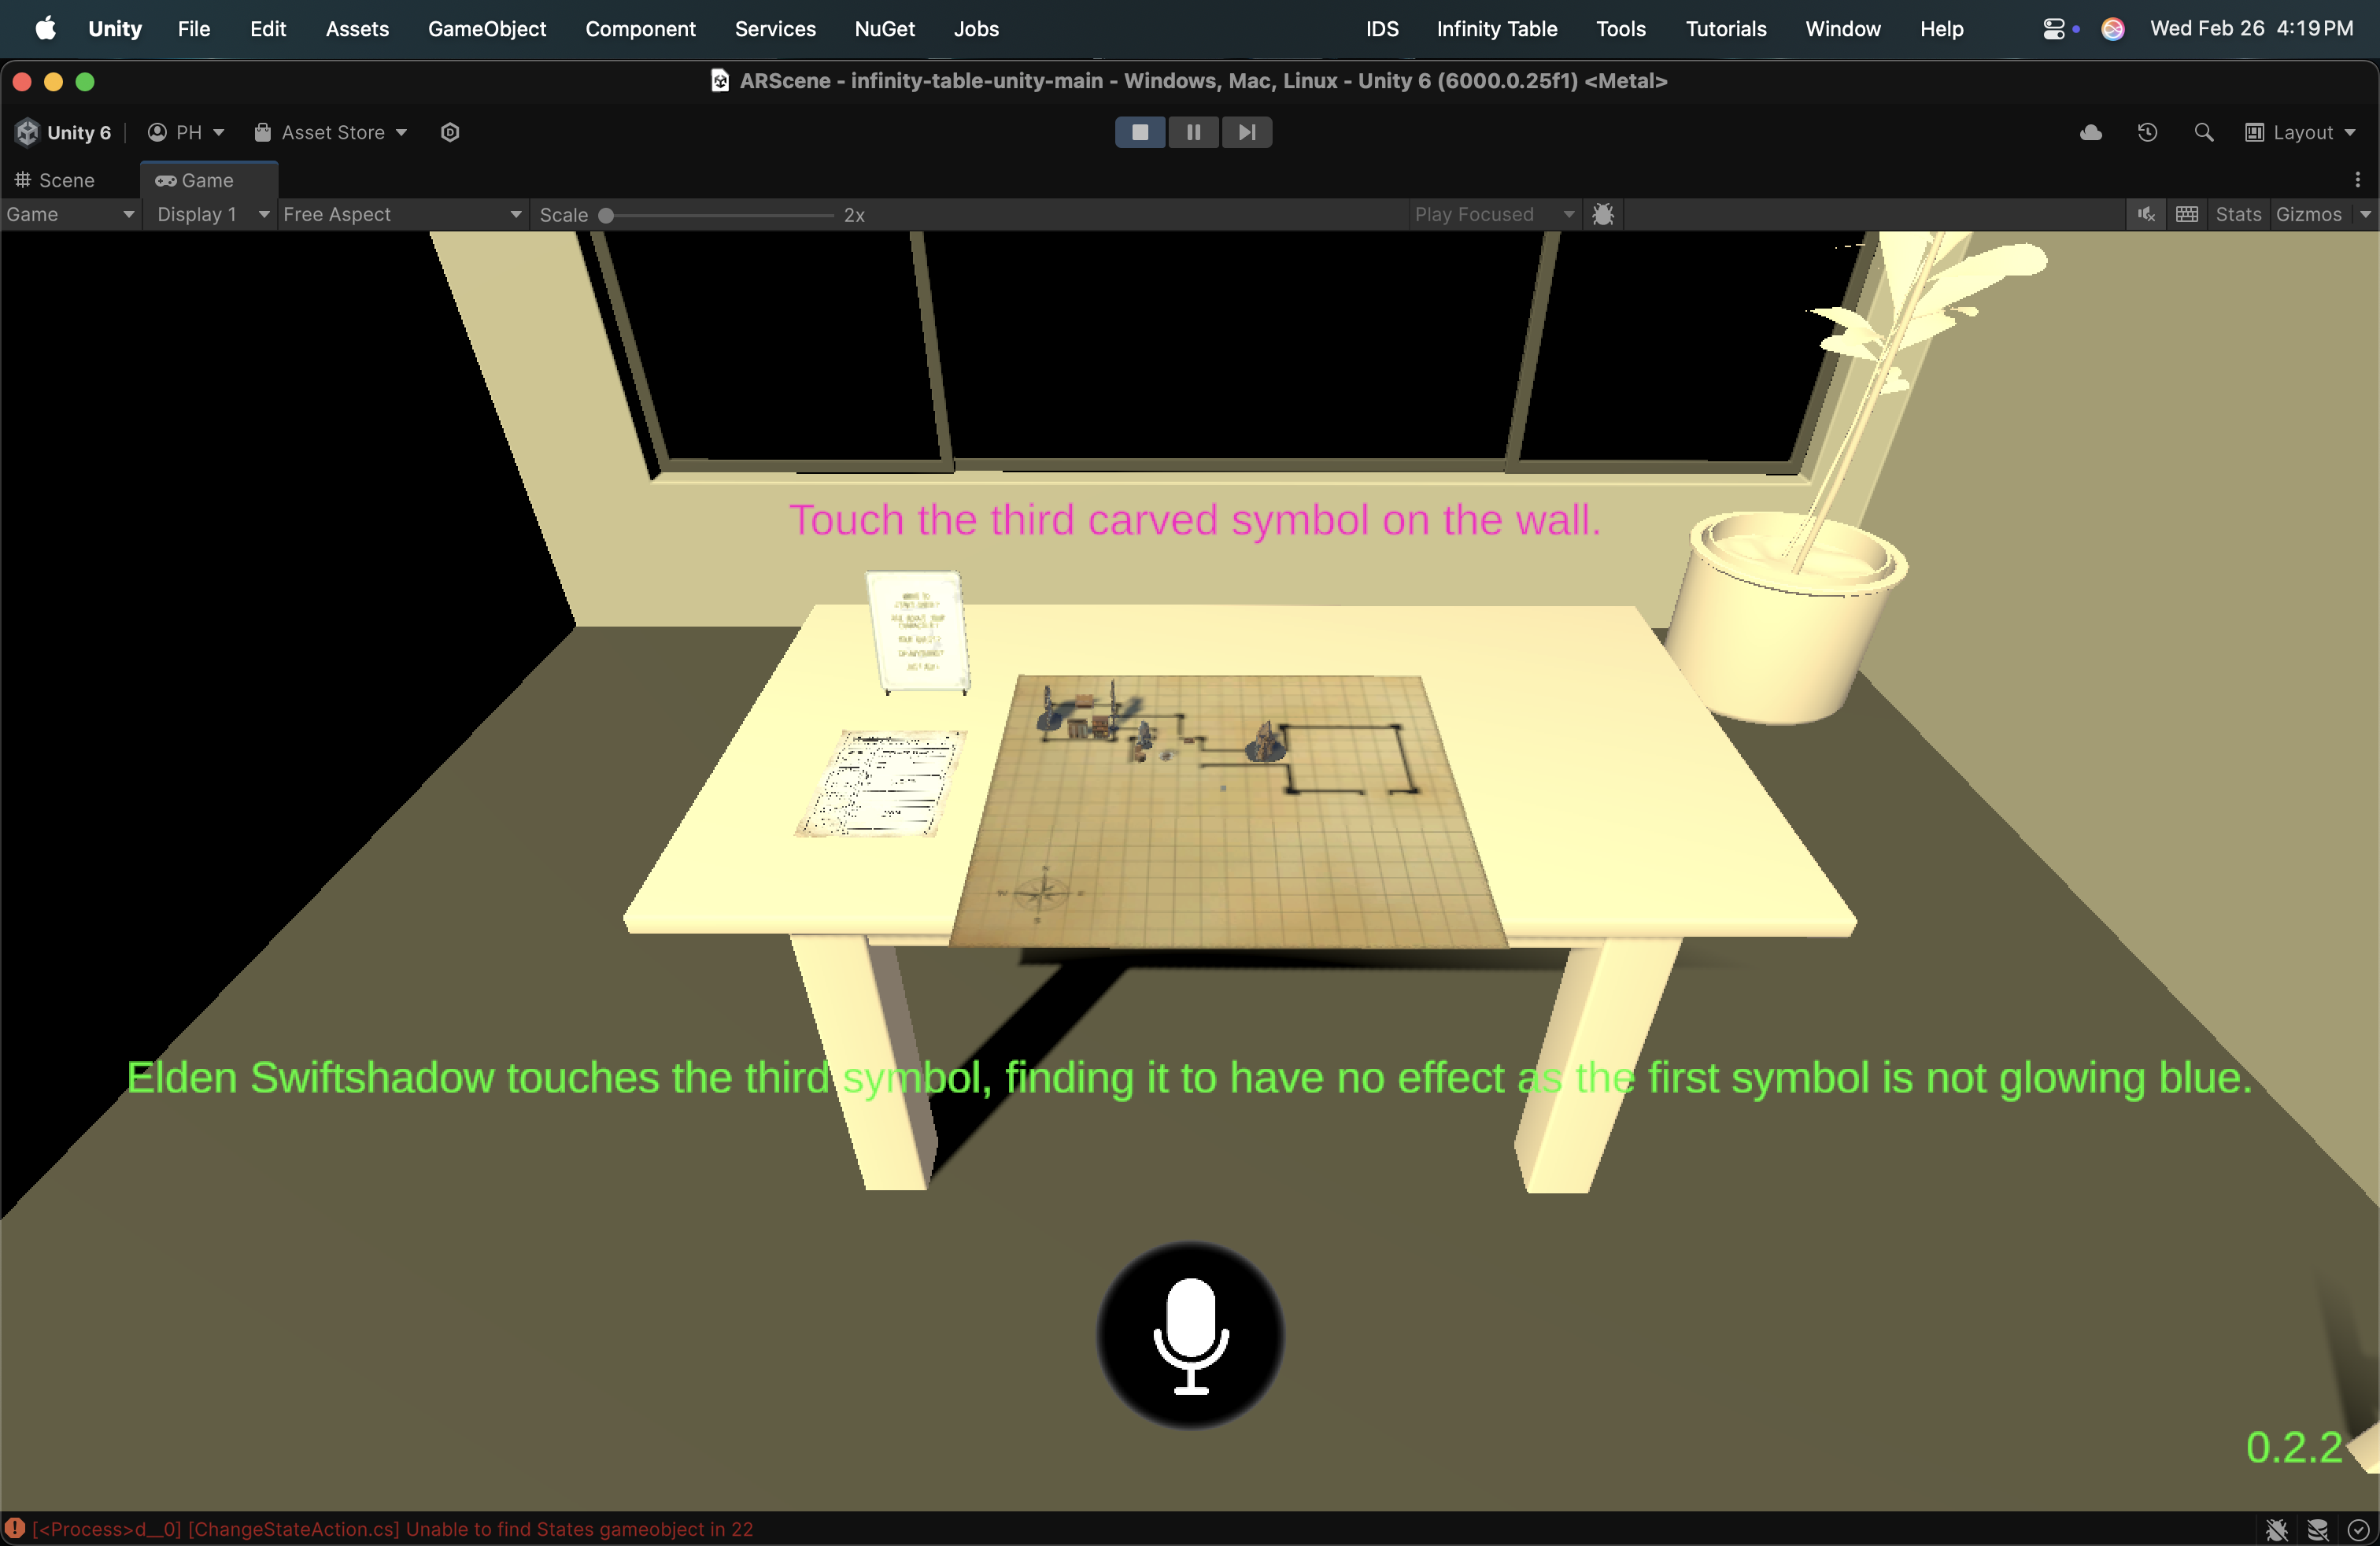 Unity File Edit Assets GameObject Component Services NuGet Jobs IDS Infinity Table Tools Tutorials Window Help Wed Feb 26 4:19 PM
ARScene - infinity-table-unity-main - Windows, Mac, Linux - Unity 6 (6000.0.25f1) <Metal>
Unity 6 PH Asset Store Layout
Scene Game
Game Display 1 Free Aspect Scale 2x Play Focused Stats Gizmos
Touch the third carved symbol on the wall.
N
W E
S
Elden Swiftshadow touches the third symbol, finding it to have no effect as the first symbol is not glowing blue.
0.2.2
[<Process>d__0] [ChangeStateAction.cs] Unable to find States gameobject in 22